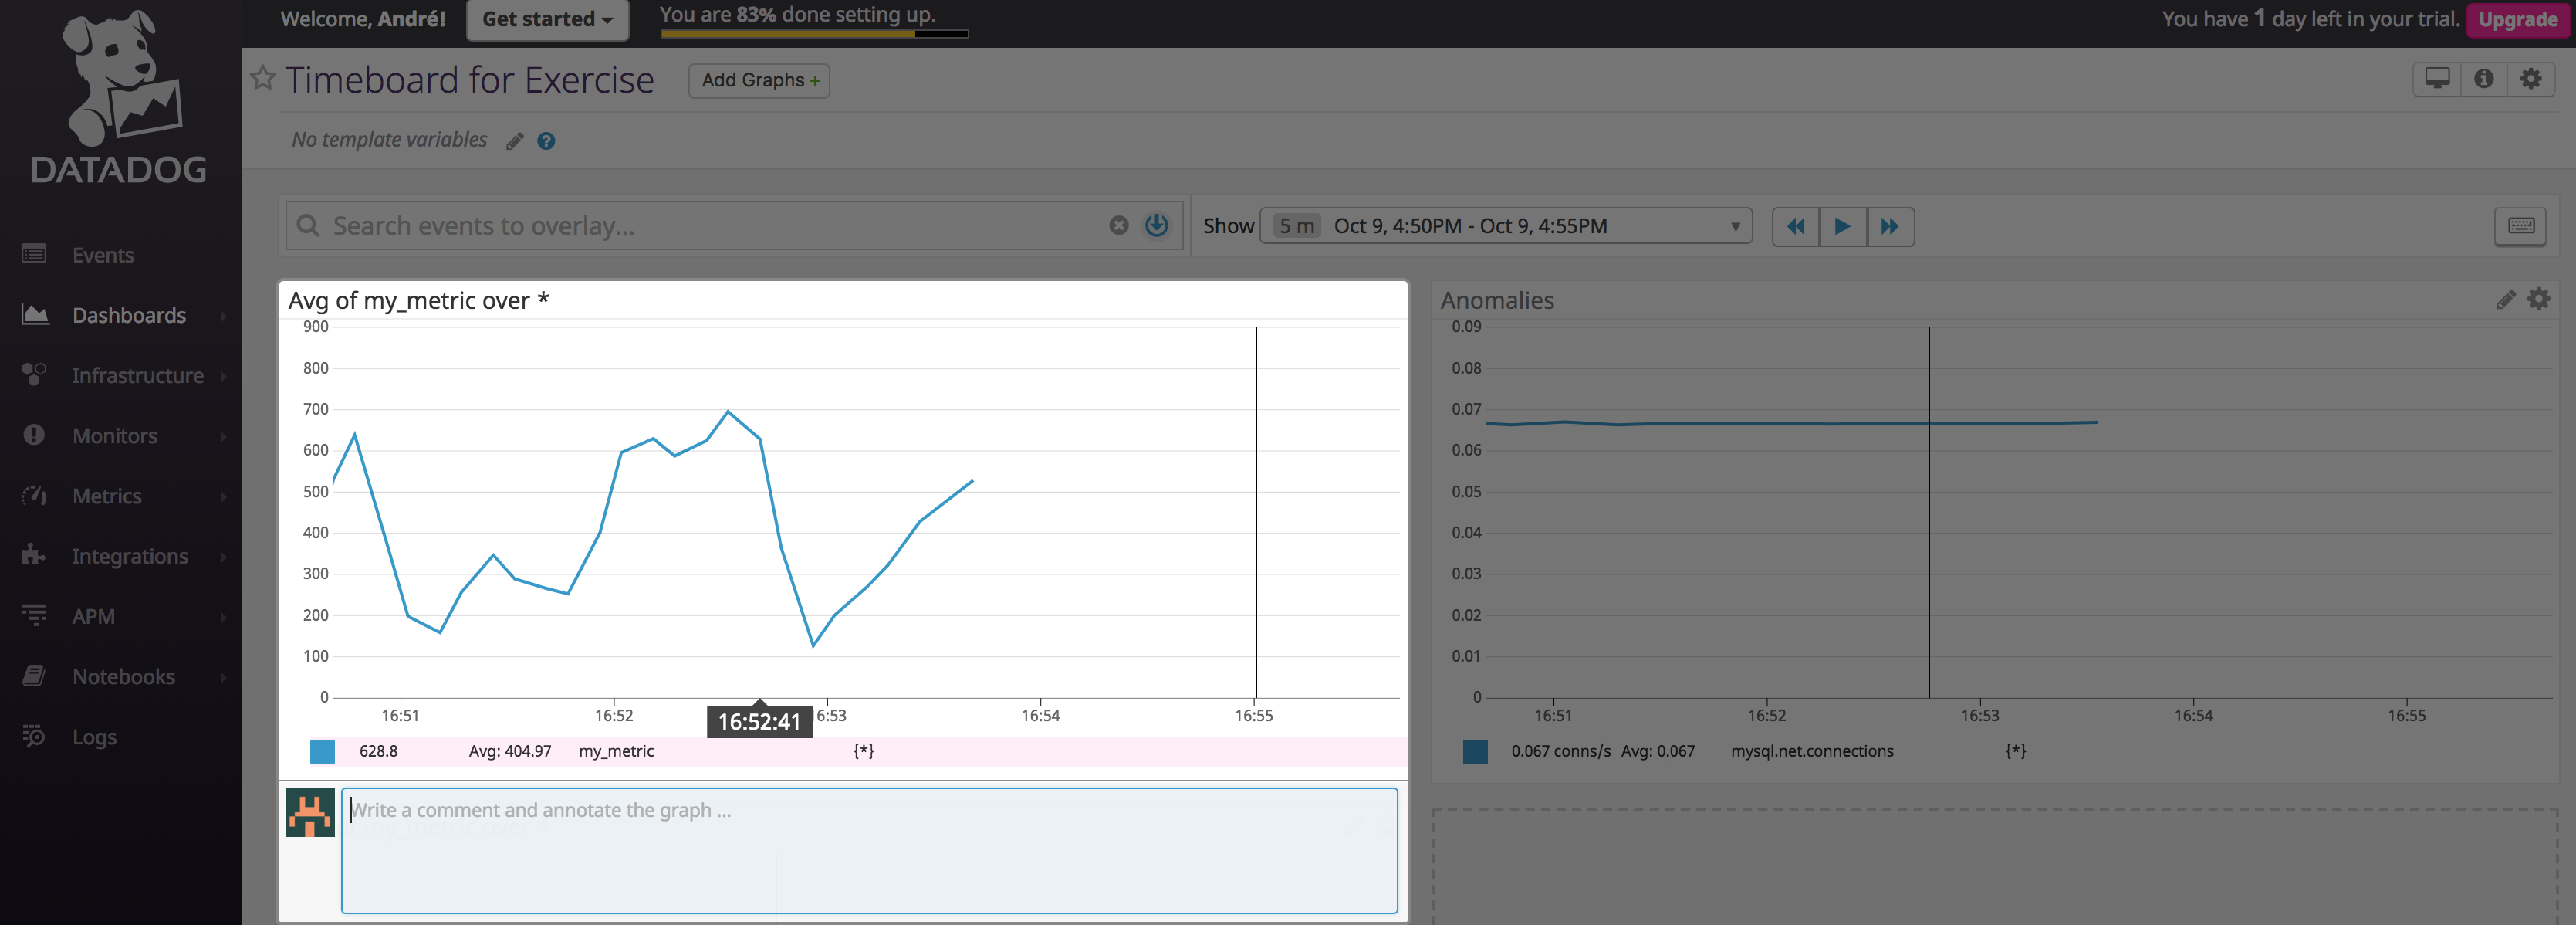 DATADOG
Welcome, André!
Get started
You are 83% done setting up.
You have 1 day left in your trial.
Upgrade
Timeboard for Exercise
Add Graphs +
No template variables
Events
Dashboards
Infrastructure
Monitors
Metrics
Integrations
APM
Notebooks
Logs
Search events to overlay...
Show
5 m Oct 9, 4:50PM - Oct 9, 4:55PM
Avg of my_metric over *
900
800
700
600
500
400
300
200
100
0
16:51
16:52
16:52:41
16:54
16:55
628.8 Avg: 404.97 my_metric {*}
Write a comment and annotate the graph ...
Anomalies
0.09
0.08
0.07
0.06
0.05
0.04
0.03
0.02
0.01
0
16:51
16:52
16:53
16:54
16:55
0.067 conns/s Avg: 0.067 mysql.net.connections {*}